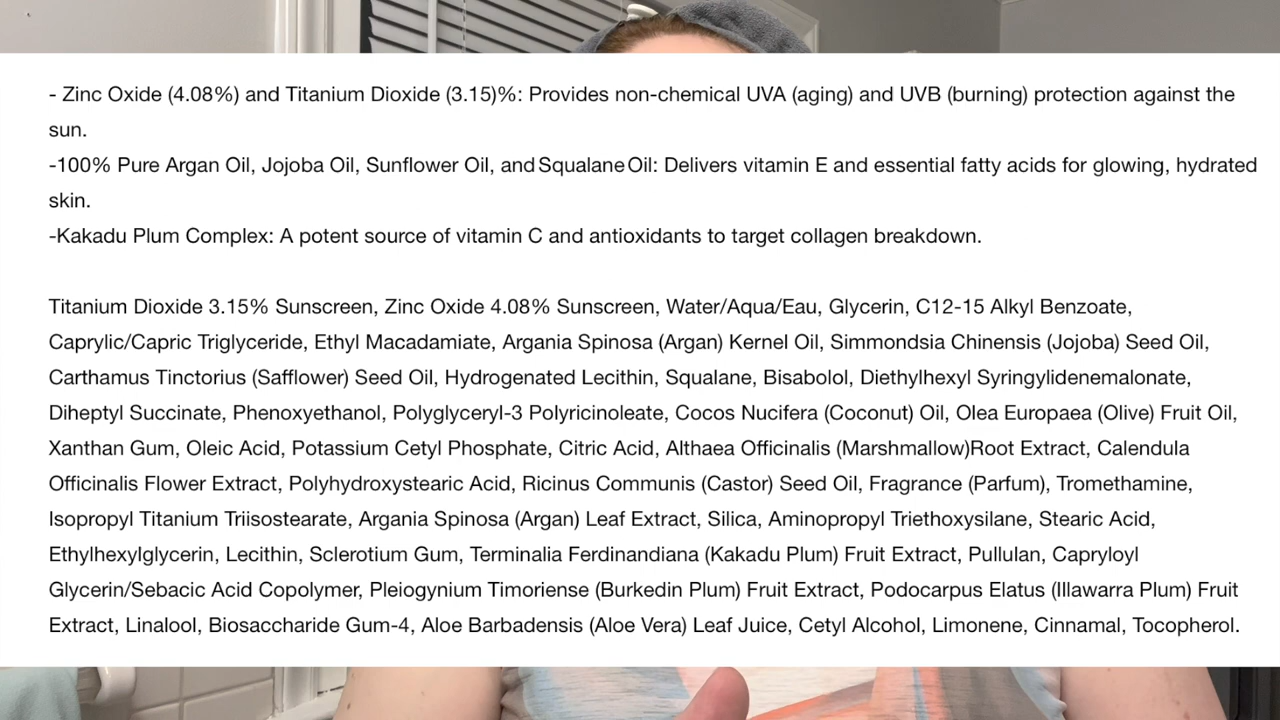 - Zinc Oxide (4.08%) and Titanium Dioxide (3.15)%: Provides non-chemical UVA (aging) and UVB (burning) protection against the
sun.
-100% Pure Argan Oil, Jojoba Oil, Sunflower Oil, and Squalane Oil: Delivers vitamin E and essential fatty acids for glowing, hydrated
skin.
-Kakadu Plum Complex: A potent source of vitamin C and antioxidants to target collagen breakdown.
Titanium Dioxide 3.15% Sunscreen, Zinc Oxide 4.08% Sunscreen, Water/Aqua/Eau, Glycerin, C12-15 Alkyl Benzoate,
Caprylic/Capric Triglyceride, Ethyl Macadamiate, Argania Spinosa (Argan) Kernel Oil, Simmondsia Chinensis (Jojoba) Seed Oil,
Carthamus Tinctorius (Safflower) Seed Oil, Hydrogenated Lecithin, Squalane, Bisabolol, Diethylhexyl Syringylidenemalonate,
Diheptyl Succinate, Phenoxyethanol, Polyglyceryl-3 Polyricinoleate, Cocos Nucifera (Coconut) Oil, Olea Europaea (Olive) Fruit Oil,
Xanthan Gum, Oleic Acid, Potassium Cetyl Phosphate, Citric Acid, Althaea Officinalis (Marshmallow)Root Extract, Calendula
Officinalis Flower Extract, Polyhydroxystearic Acid, Ricinus Communis (Castor) Seed Oil, Fragrance (Parfum), Tromethamine,
Isopropyl Titanium Triisostearate, Argania Spinosa (Argan) Leaf Extract, Silica, Aminopropyl Triethoxysilane, Stearic Acid,
Ethylhexylglycerin, Lecithin, Sclerotium Gum, Terminalia Ferdinandiana (Kakadu Plum) Fruit Extract, Pullulan, Capryloyl
Glycerin/Sebacic Acid Copolymer, Pleiogynium Timoriense (Burkedin Plum) Fruit Extract, Podocarpus Elatus (Illawarra Plum) Fruit
Extract, Linalool, Biosaccharide Gum-4, Aloe Barbadensis (Aloe Vera) Leaf Juice, Cetyl Alcohol, Limonene, Cinnamal, Tocopherol.